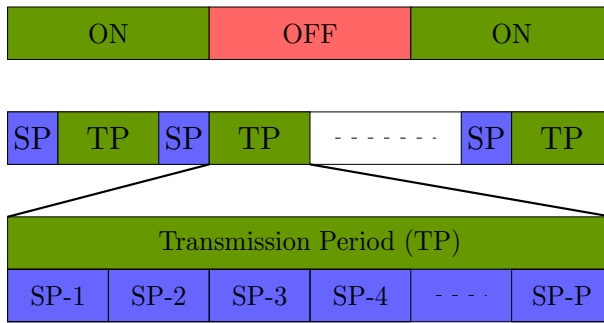 ON OFF ON
SP TP SP TP SP TP
Transmission Period (TP)
SP-1 SP-2 SP-3 SP-4 SP-P